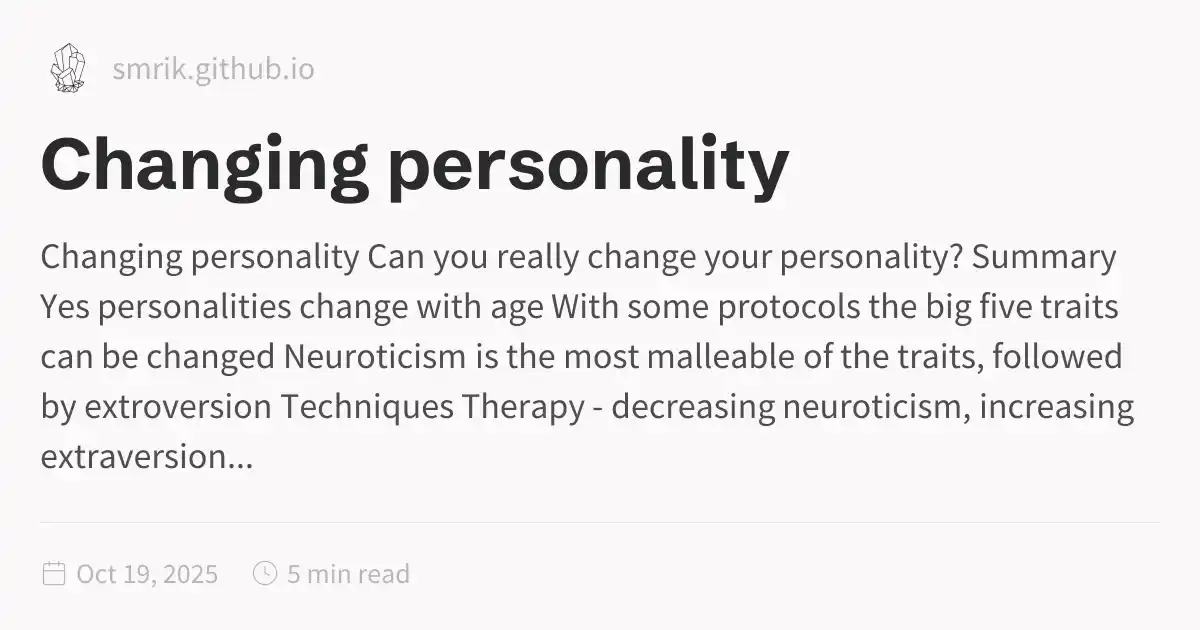 smrik.github.io
Changing personality
Changing personality Can you really change your personality? Summary
Yes personalities change with age With some protocols the big five traits
can be changed Neuroticism is the most malleable of the traits, followed
by extroversion Techniques Therapy - decreasing neuroticism, increasing
extraversion...
Oct 19, 2025 5 min read